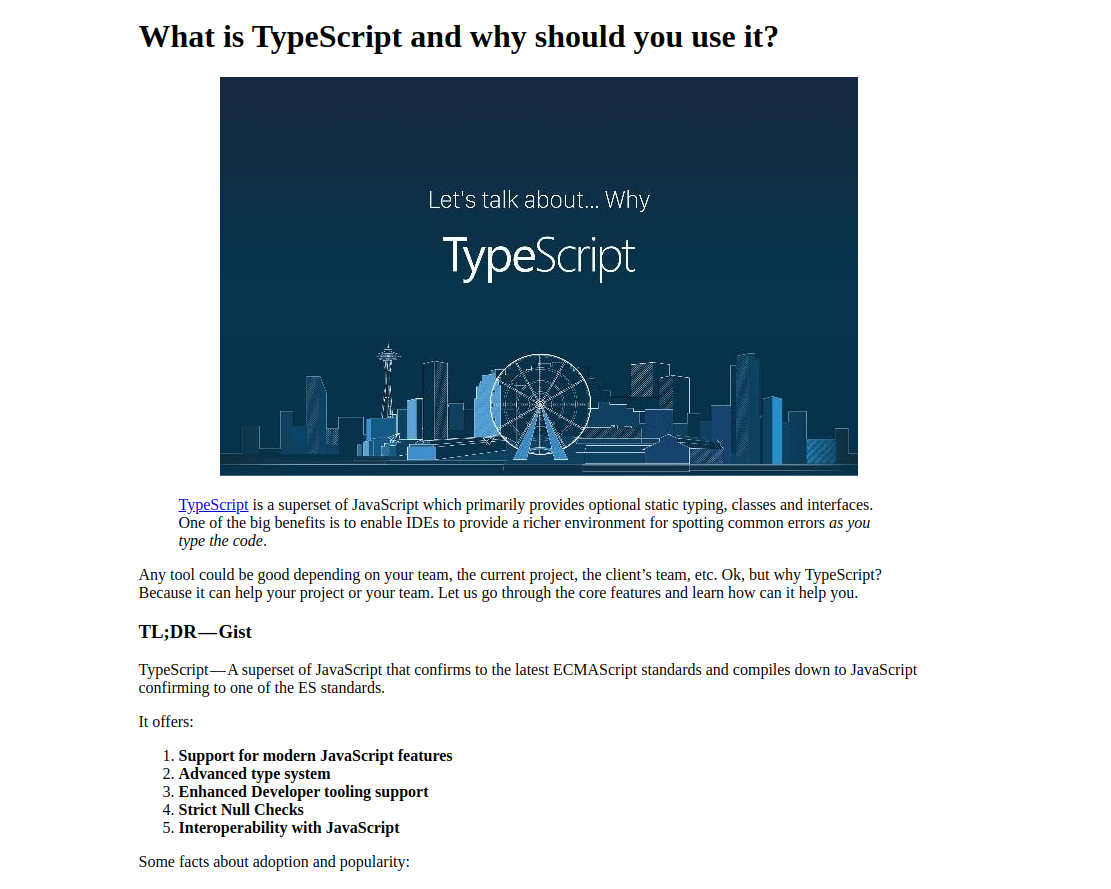 What is TypeScript and why should you use it?
Let's talk about... Why
TypeScript
TypeScript is a superset of JavaScript which primarily provides optional static typing, classes and interfaces.
One of the big benefits is to enable IDEs to provide a richer environment for spotting common errors as you
type the code.
Any tool could be good depending on your team, the current project, the client’s team, etc. Ok, but why TypeScript?
Because it can help your project or your team. Let us go through the core features and learn how can it help you.
TL;DR — Gist
TypeScript — A superset of JavaScript that confirms to the latest ECMAScript standards and compiles down to JavaScript
confirming to one of the ES standards.
It offers:
1. Support for modern JavaScript features
2. Advanced type system
3. Enhanced Developer tooling support
4. Strict Null Checks
5. Interoperability with JavaScript
Some facts about adoption and popularity: